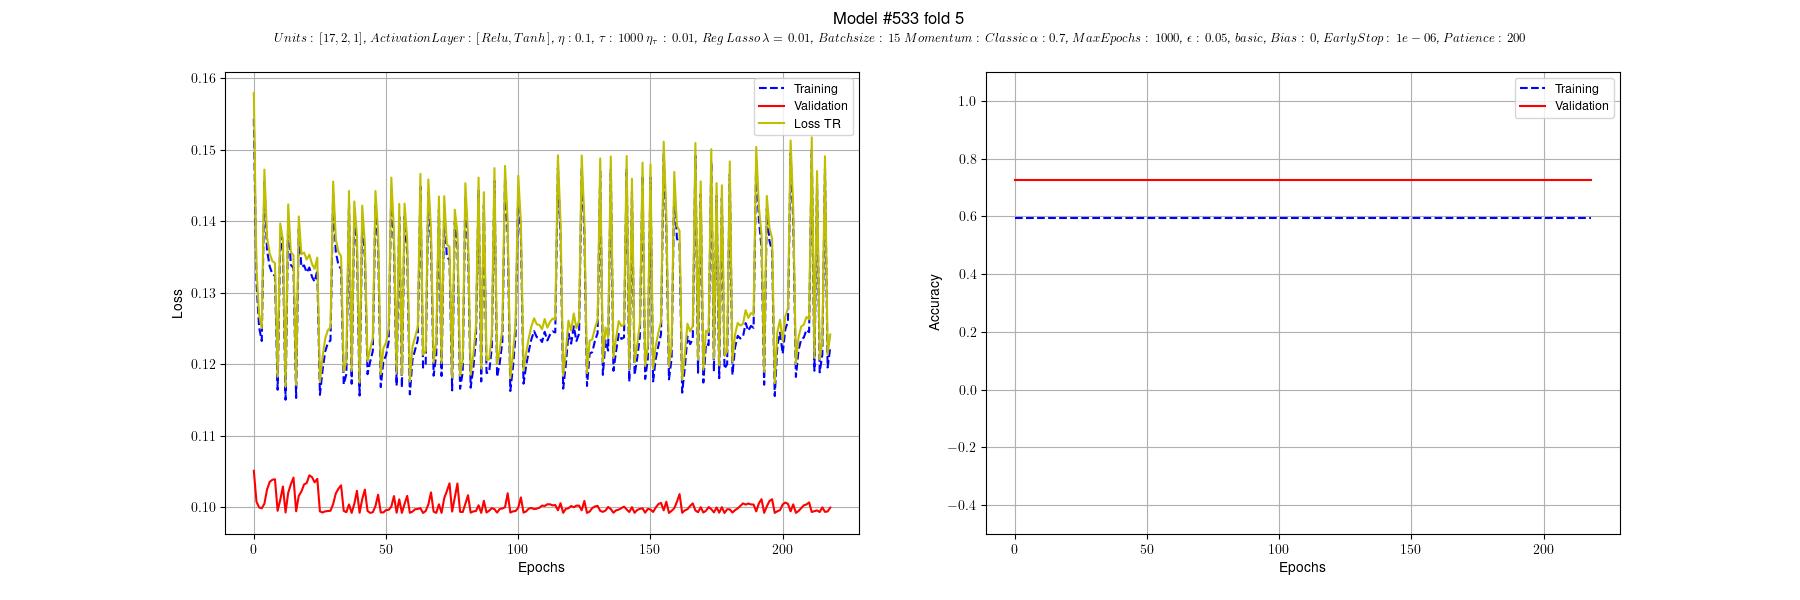 Model #533 fold 5
Units : [17, 2, 1], ActivationLayer : [Relu, Tanh], η : 0.1, τ : 1000 ητ : 0.01, Reg Lasso λ = 0.01, Batchsize : 15 Momentum : Classic α : 0.7, MaxEpochs : 1000, ϵ : 0.05, basic, Bias : 0, EarlyStop : 1e − 06, Patience : 200
0.16
0.15
0.14
0.13
0.12
0.11
0.10
Loss
Training
Validation
Loss TR
0 50 100 150 200
Epochs
1.0
0.8
0.6
0.4
0.2
0.0
−0.2
−0.4
Accuracy
Training
Validation
0 50 100 150 200
Epochs